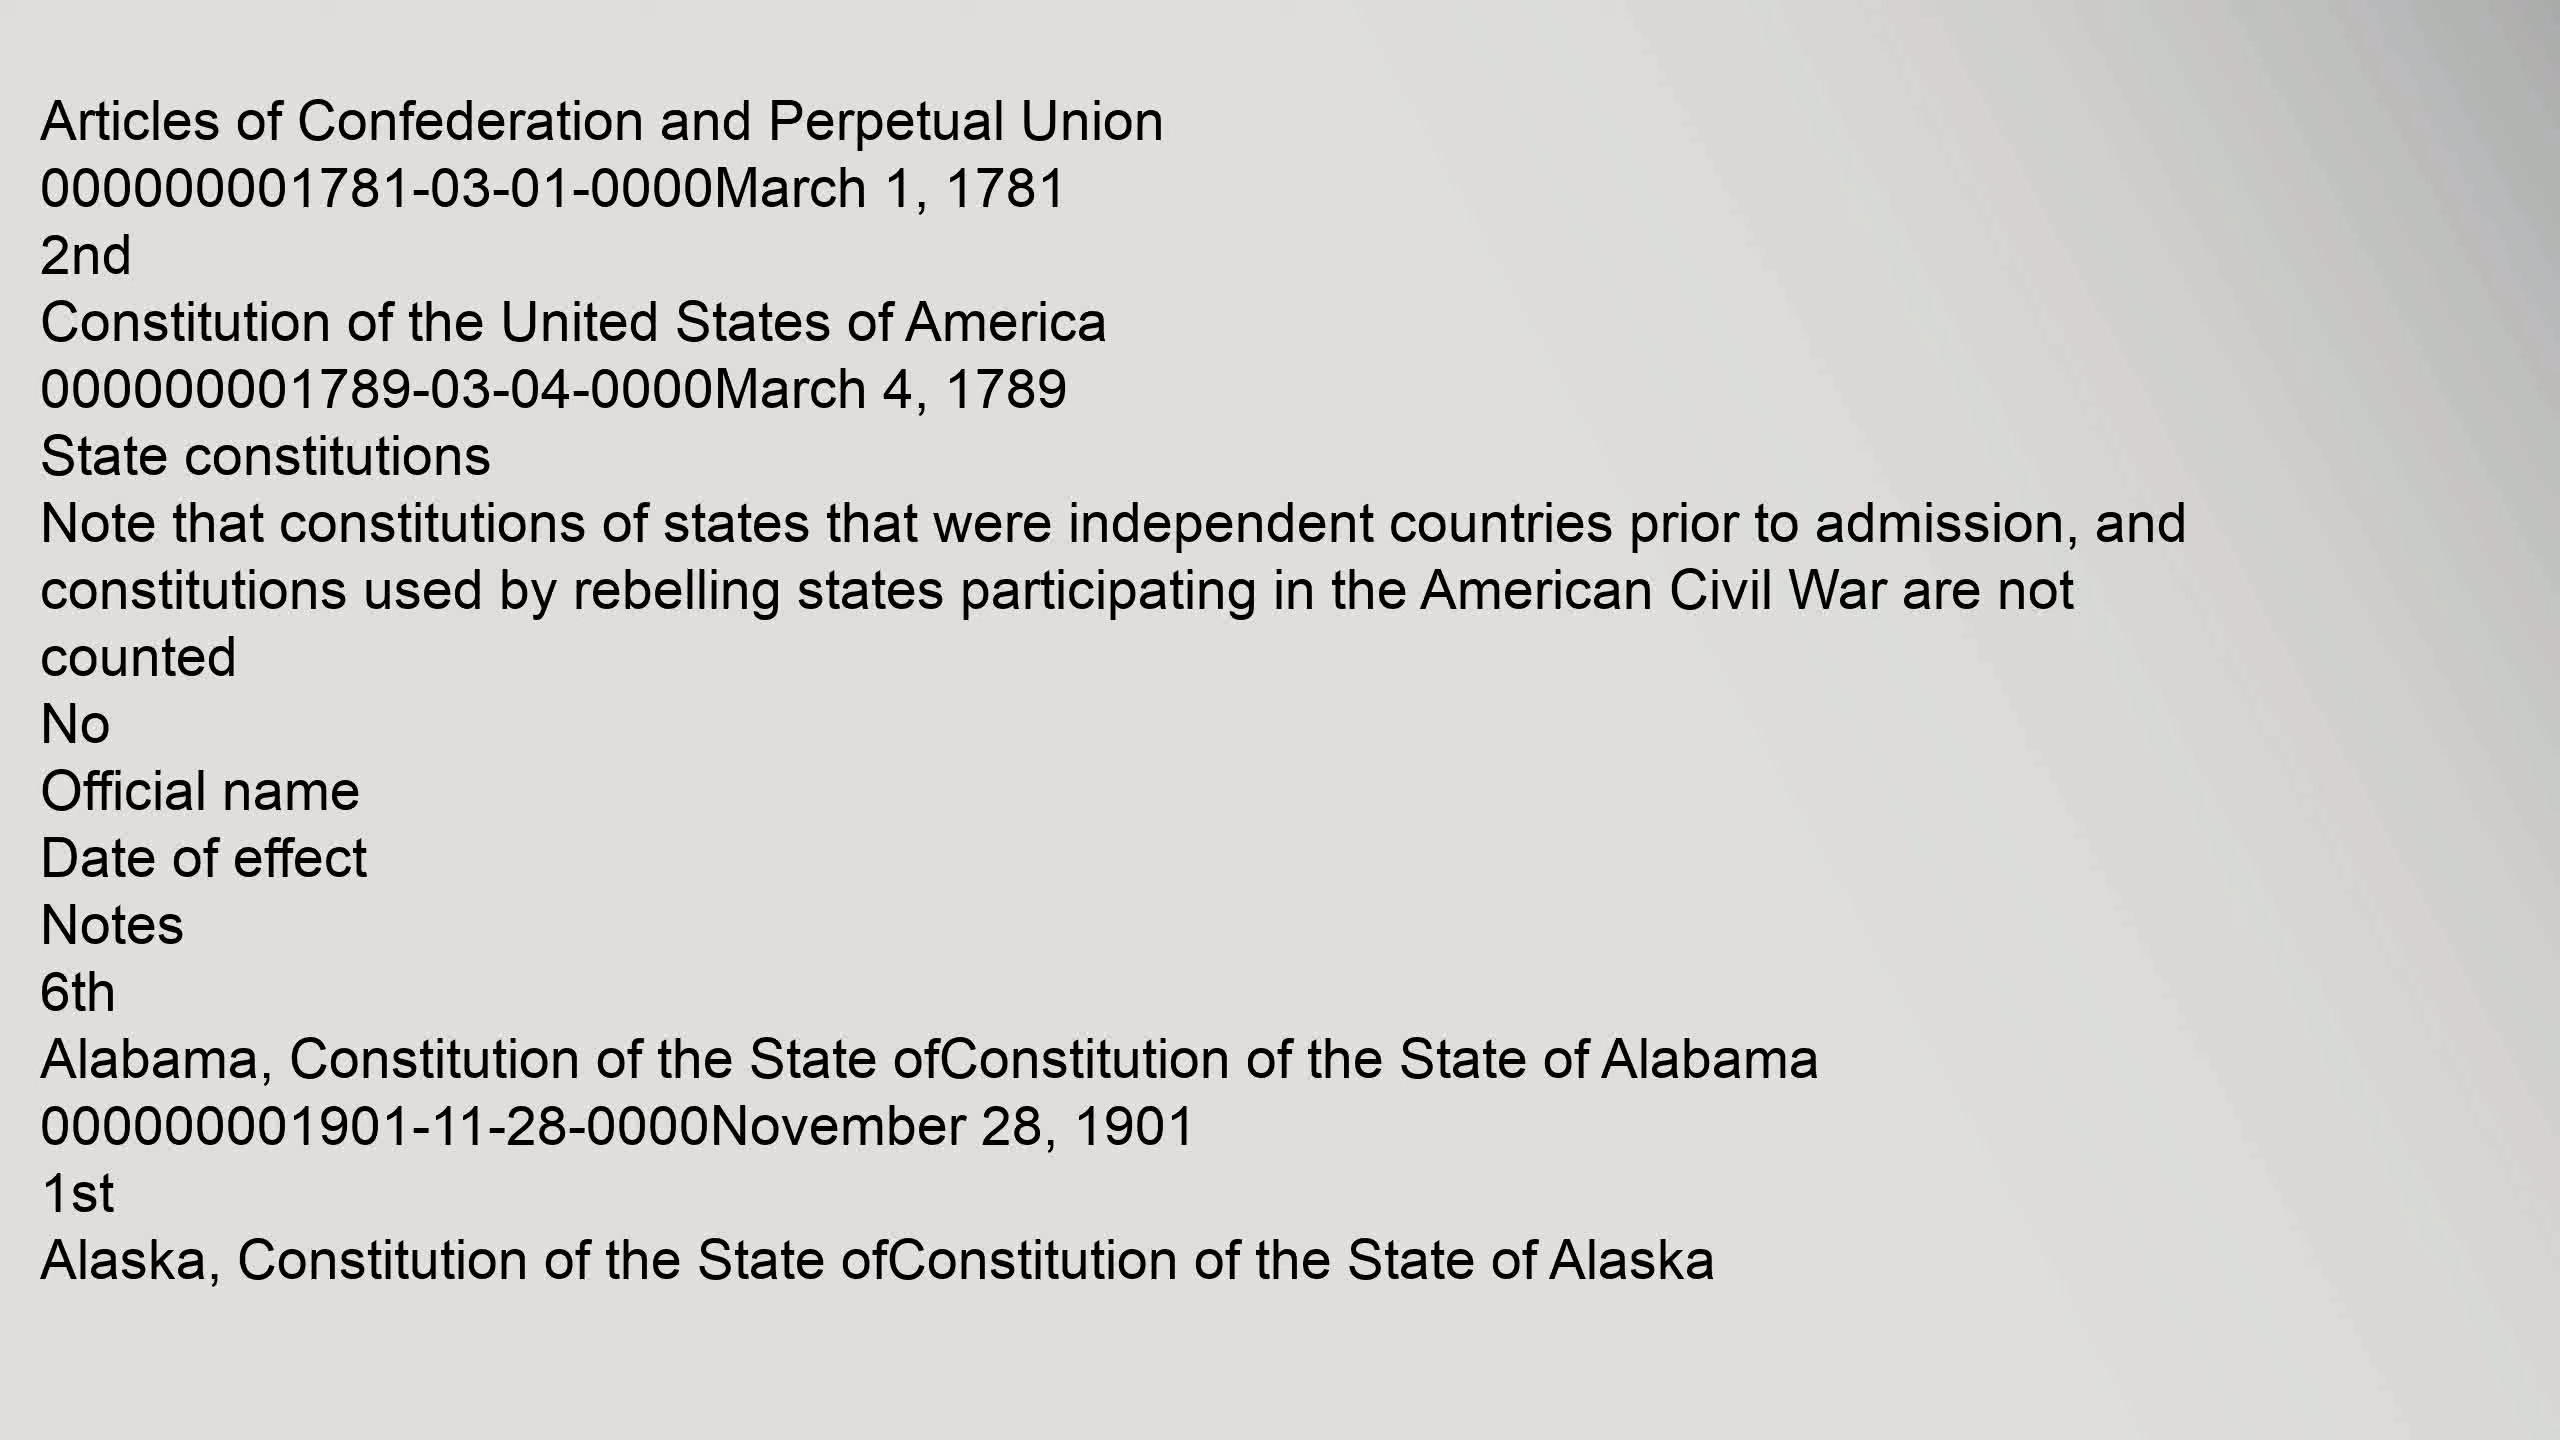 Articles of Confederation and Perpetual Union
000000001781-03-01-0000March 1, 1781
2nd
Constitution of the United States of America
000000001789-03-04-0000March 4, 1789
State constitutions
Note that constitutions of states that were independent countries prior to admission, and
constitutions used by rebelling states participating in the American Civil War are not
counted
No
Official name
Date of effect
Notes
6th
Alabama, Constitution of the State ofConstitution of the State of Alabama
000000001901-11-28-0000November 28, 1901
1st
Alaska, Constitution of the State ofConstitution of the State of Alaska